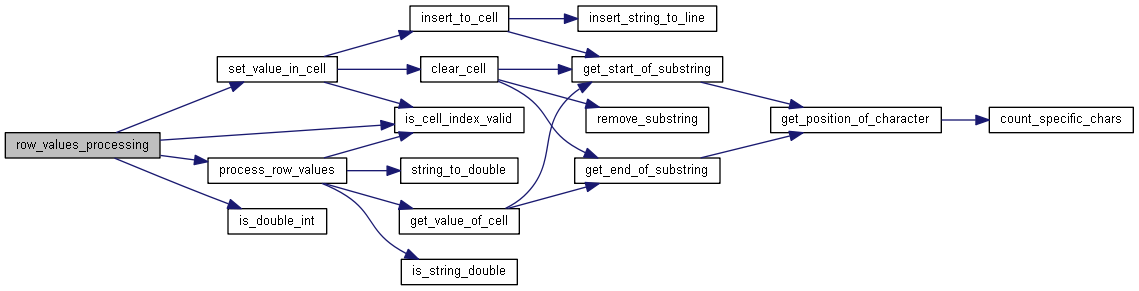 row_values_processing
set_value_in_cell
is_cell_index_valid
process_row_values
is_double_int
insert_to_cell
clear_cell
string_to_double
get_value_of_cell
is_string_double
insert_string_to_line
get_start_of_substring
remove_substring
get_end_of_substring
get_position_of_character
count_specific_chars